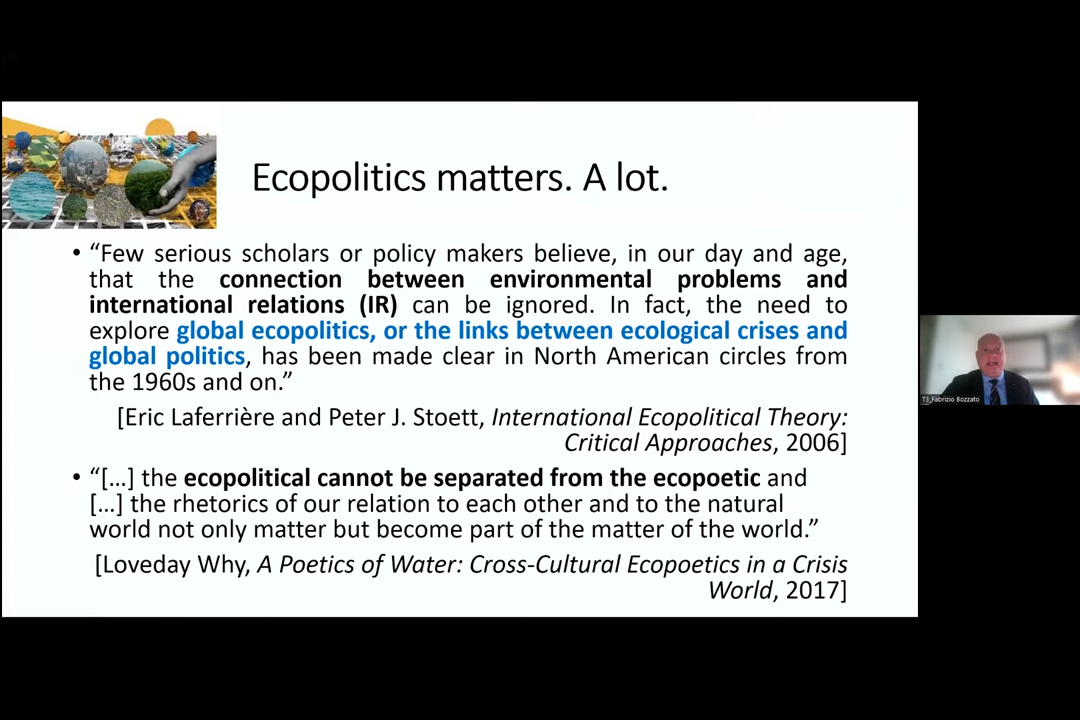 Ecopolitics matters. A lot.
• “Few serious scholars or policy makers believe, in our day and age,
that the connection between environmental problems and
international relations (IR) can be ignored. In fact, the need to
explore global ecopolitics, or the links between ecological crises and
global politics, has been made clear in North American circles from
the 1960s and on.”
[Eric Laferrière and Peter J. Stoett, International Ecopolitical Theory:
Critical Approaches, 2006]
• “[…] the ecopolitical cannot be separated from the ecopoetic and
[…] the rhetorics of our relation to each other and to the natural
world not only matter but become part of the matter of the world.”
[Loveday Why, A Poetics of Water: Cross-Cultural Ecopoetics in a Crisis
World, 2017]
T3_Fabrizio Bozzato